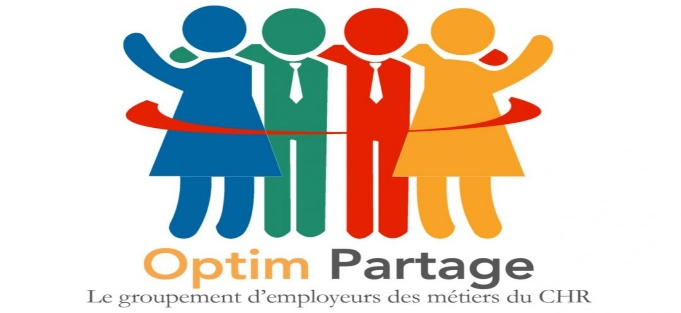 Optim Partage
Le groupement d'employeurs des métiers du CHR